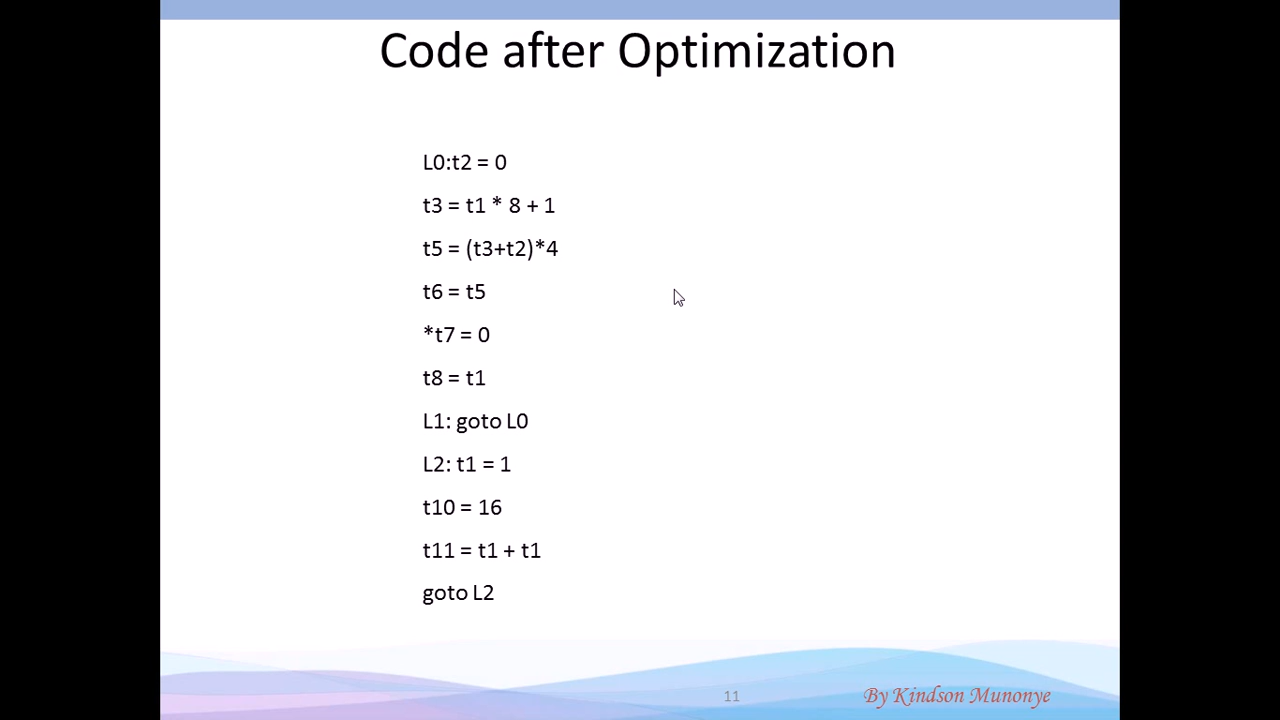 Code after Optimization
L0:t2 = 0
t3 = t1 * 8 + 1
t5 = (t3+t2)*4
t6 = t5
*t7 = 0
t8 = t1
L1: goto L0
L2: t1 = 1
t10 = 16
t11 = t1 + t1
goto L2
11
By Kindson Munonye